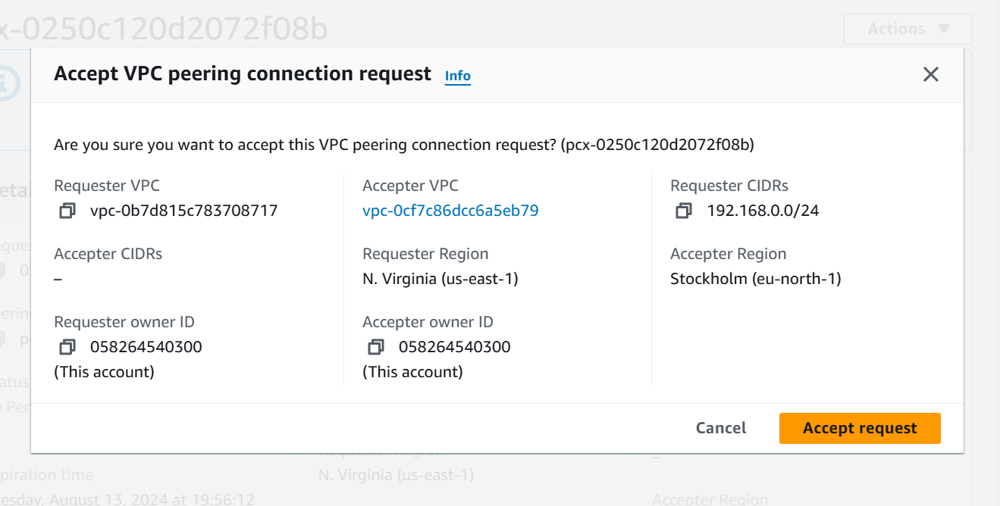 x-0250c120d2072f08b
Actions
Accept VPC peering connection request Info
Are you sure you want to accept this VPC peering connection request? (pcx-0250c120d2072f08b)
Requester VPC
vpc-0b7d815c783708717
Accepter VPC
vpc-0cf7c86dcc6a5eb79
Requester CIDRs
192.168.0.0/24
Accepter CIDRs
–
Requester Region
N. Virginia (us-east-1)
Accepter Region
Stockholm (eu-north-1)
Requester owner ID
058264540300
(This account)
Accepter owner ID
058264540300
(This account)
Cancel
Accept request
Requester Region
–
piration time
N. Virginia (us-east-1)
esday, August 13, 2024 at 19:56:12
Accepter Region